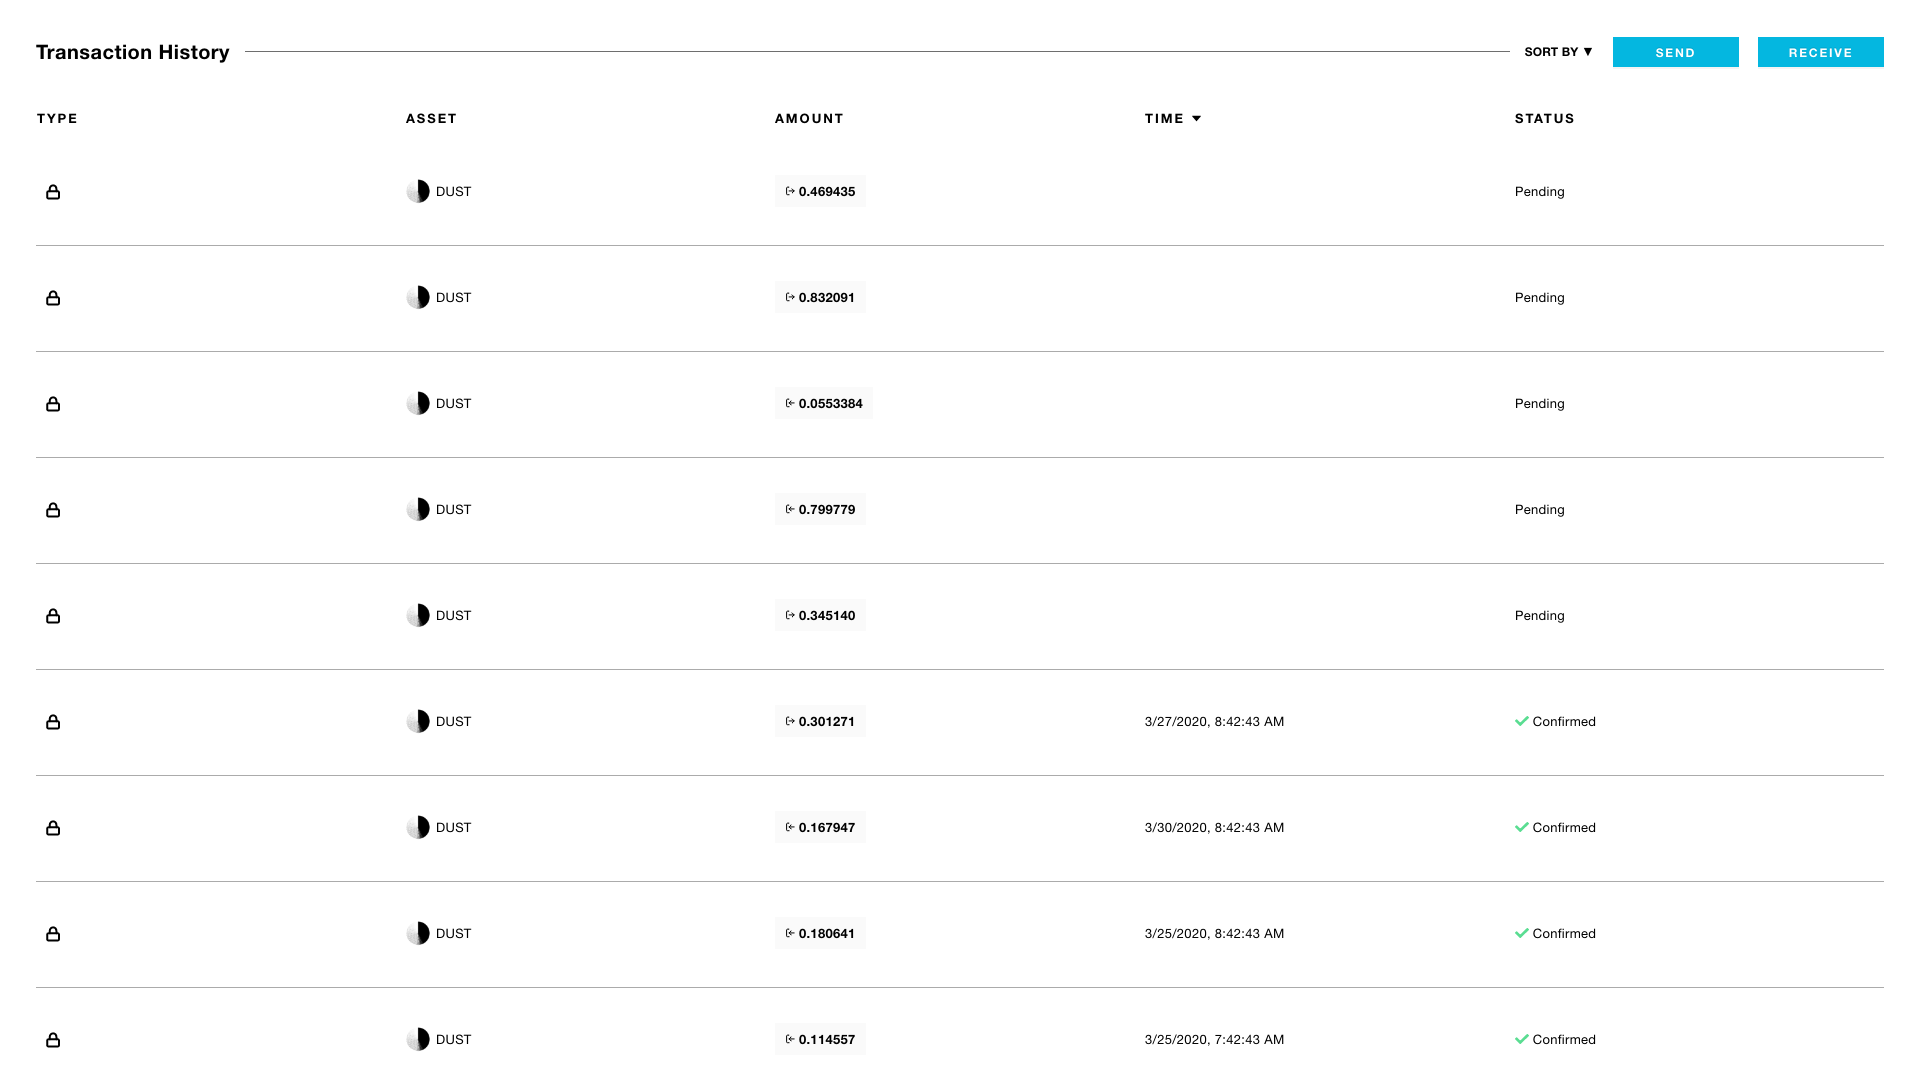 Transaction History SORT BY ▼ SEND RECEIVE
TYPE ASSET AMOUNT TIME STATUS
DUST 0.469435 Pending
DUST 0.832091 Pending
DUST 0.0553384 Pending
DUST 0.799779 Pending
DUST 0.345140 Pending
DUST 0.301271 3/27/2020, 8:42:43 AM Confirmed
DUST 0.167947 3/30/2020, 8:42:43 AM Confirmed
DUST 0.180641 3/25/2020, 8:42:43 AM Confirmed
DUST 0.114557 3/25/2020, 7:42:43 AM Confirmed